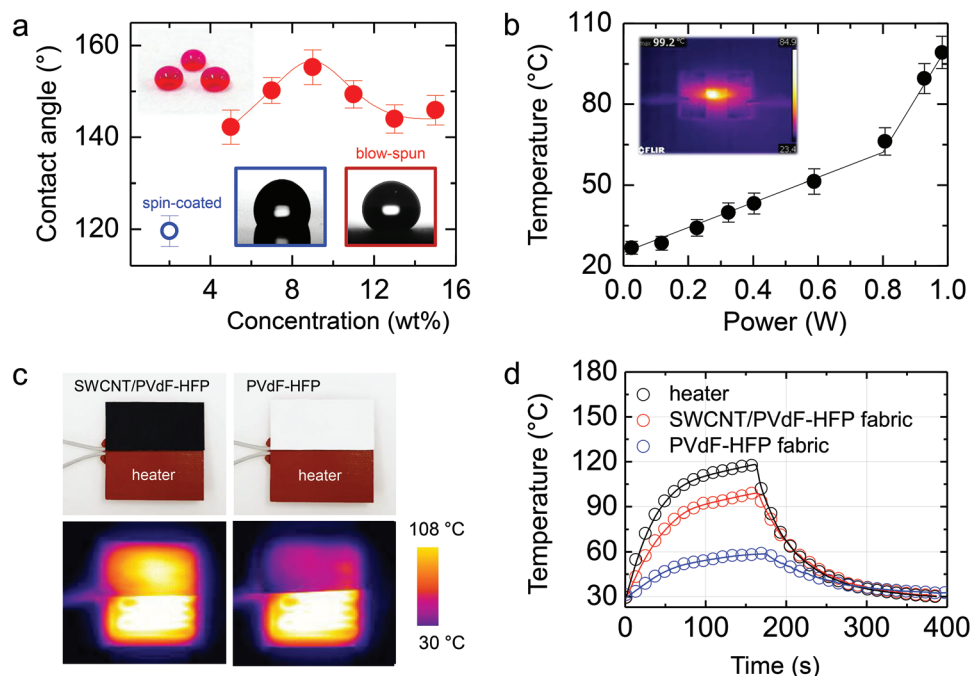 a
Contact angle (°)
160
140
120
spin-coated
blow-spun
4
8
12
16
Concentration (wt%)
b
Temperature (°C)
110
80
50
20
max 99.2 °C
84.9
23.4
FLIR
0.0
0.2
0.4
0.6
0.8
1.0
Power (W)
c
SWCNT/PVdF-HFP
PVdF-HFP
heater
heater
108 °C
30 °C
d
Temperature (°C)
180
150
120
90
60
30
heater
SWCNT/PVdF-HFP fabric
PVdF-HFP fabric
0
100
200
300
400
Time (s)